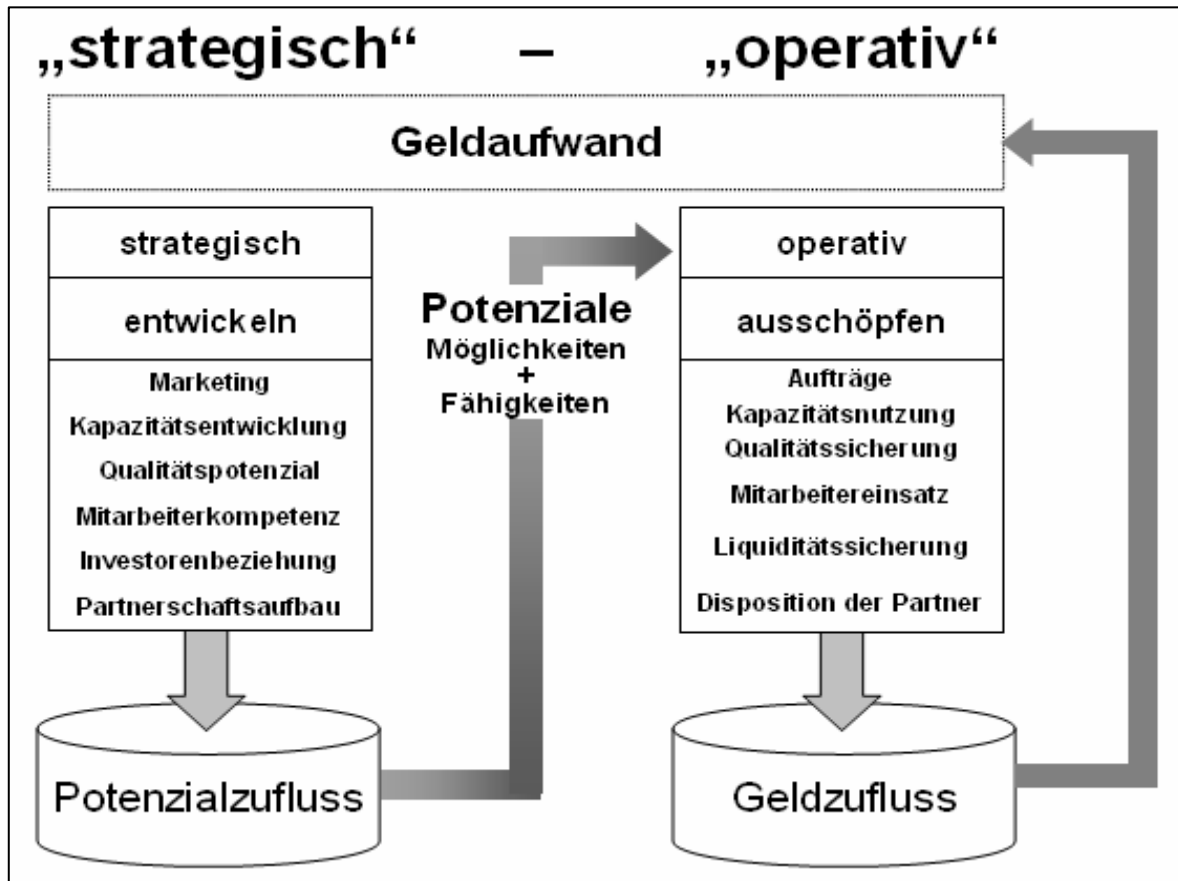 „strategisch“ – „operativ“
Geldaufwand
strategisch
entwickeln
Marketing
Kapazitätsentwicklung
Qualitätspotenzial
Mitarbeiterkompetenz
Investorenbeziehung
Partnerschaftsaufbau
Potenzialzufluss
Potenziale
Möglichkeiten
+
Fähigkeiten
operativ
ausschöpfen
Aufträge
Kapazitätsnutzung
Qualitätssicherung
Mitarbeitereinsatz
Liquiditätssicherung
Disposition der Partner
Geldzufluss